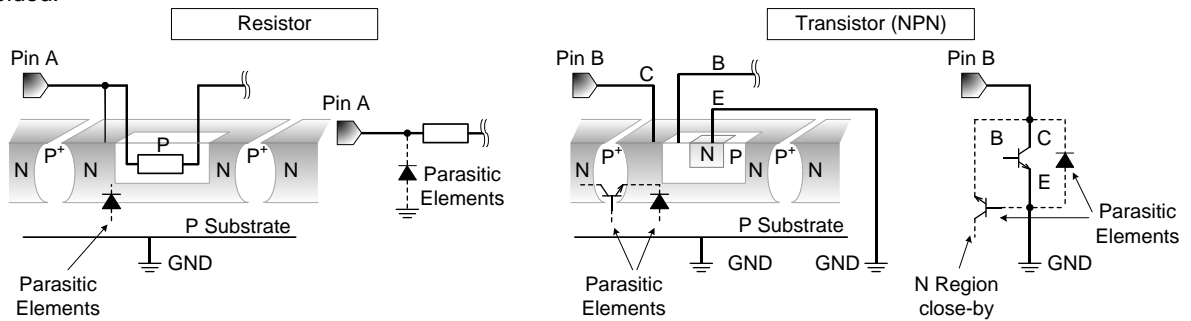 Resistor
Transistor (NPN)
Pin A
Pin B
C
B
E
Pin B
Pin A
N
P+
N
P
N
P+
N
Parasitic
Elements
N
P+
N
N
P
N
P+
N
B
C
E
P Substrate
GND
Parasitic
Elements
P Substrate
GND
GND
Parasitic
Elements
Parasitic
Elements
GND
N Region
close-by